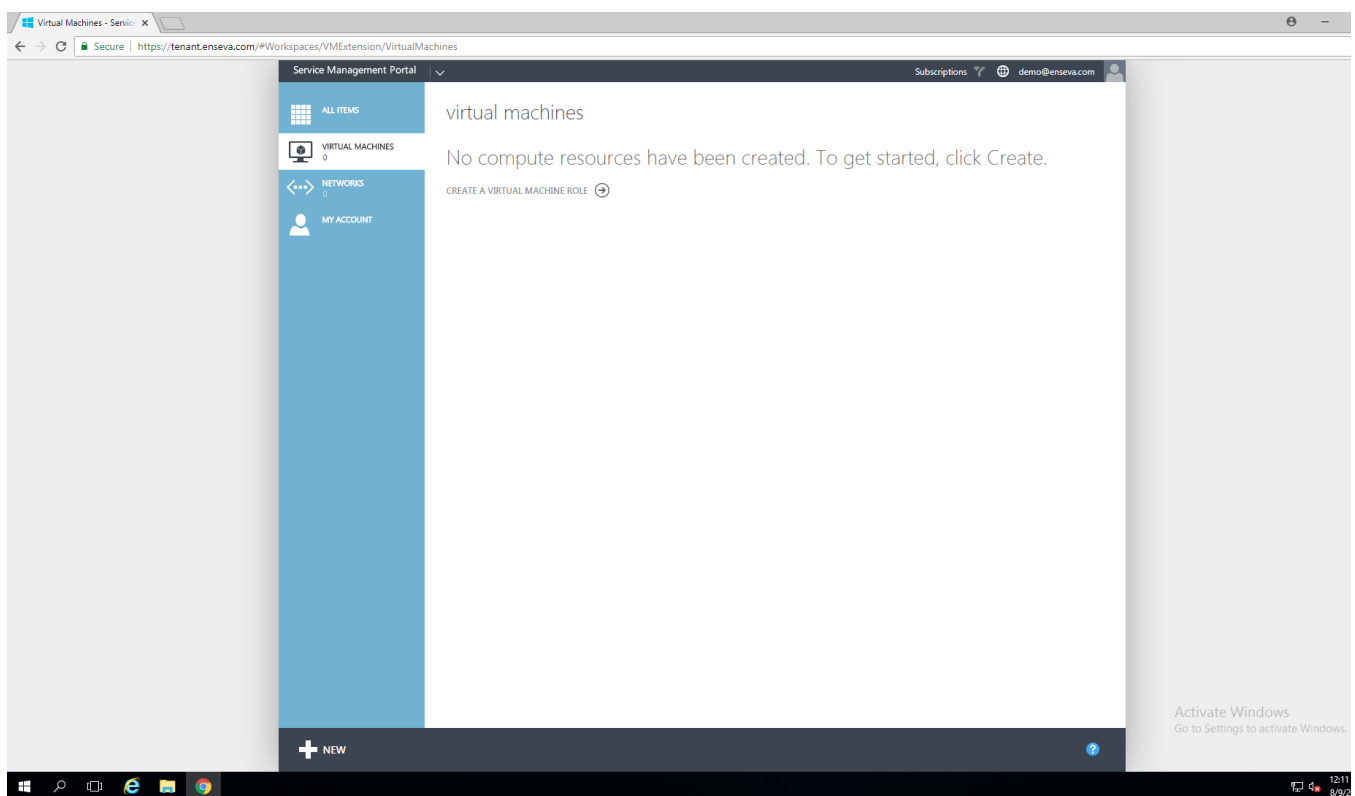 Virtual Machines - Servic
Secure | https://tenant.enseva.com/#Workspaces/VMExtension/VirtualMachines
Service Management Portal
Subscriptions
demo@enseva.com
ALL ITEMS
virtual machines
VIRTUAL MACHINES
0
No compute resources have been created. To get started, click Create.
NETWORKS
0
CREATE A VIRTUAL MACHINE ROLE
MY ACCOUNT
Activate Windows
Go to Settings to activate Windows.
NEW
?
12:11
8/9/2